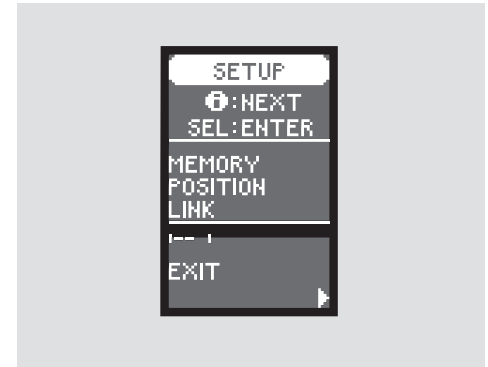 SETUP
i:NEXT
SEL:ENTER
MEMORY
POSITION
LINK
EXIT